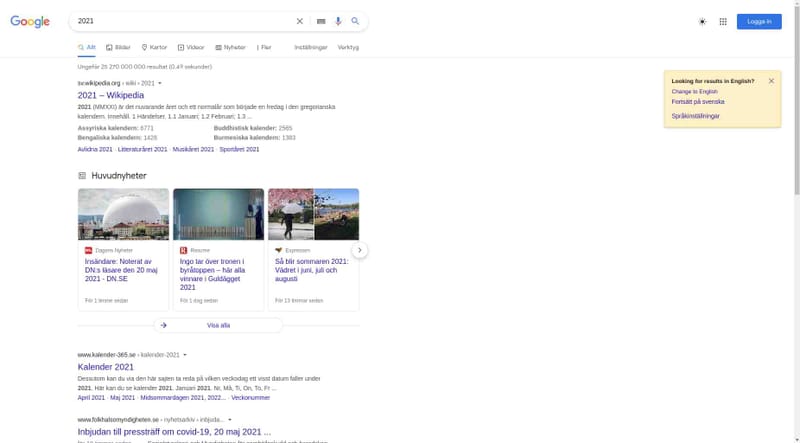 Google
2021
Logga in
Allt
Bilder
Kartor
Videor
Nyheter
Fler
Inställningar
Verktyg
Ungefär 25 270 000 000 resultat (0,49 sekunder)
Looking for results in English?
Change to English
Fortsätt på svenska
Språkinställningar
sv.wikipedia.org › wiki › 2021
2021 – Wikipedia
2021 (MMXXI) är det nuvarande året och ett normalår som började en fredag i den gregorianska
kalendern. Innehåll. 1 Händelser. 1.1 Januari; 1.2 Februari; 1.3 ...
Assyriska kalendern: 6771
Buddhistisk kalender: 2565
Bengaliska kalendern: 1428
Burmesiska kalendern: 1383
Avlidna 2021 · Litteraturåret 2021 · Musikåret 2021 · Sportåret 2021
Huvudnyheter
Dagens Nyheter
Insändare: Noterat av
DN:s läsare den 20 maj
2021 - DN.SE
För 1 timme sedan
Resume
Ingo tar över tronen i
byråtoppen – här alla
vinnare i Guldägget
2021
För 1 dag sedan
Expressen
Så blir sommaren 2021:
Vädret i juni, juli och
augusti
För 13 timmar sedan
Visa alla
www.kalender-365.se › kalender-2021
Kalender 2021
Dessutom kan du via den här sajten ta reda på vilken veckodag ett visst datum faller under
2021. Här kan du se kalender 2021. Januari 2021. Nr, Må, Ti, On, To, Fr ...
April 2021 · Maj 2021 · Midsommardagen 2021, 2022... · Veckonummer
www.folkhalsomyndigheten.se › nyhetsarkiv › inbjuda...
Inbjudan till pressträff om covid-19, 20 maj 2021 ...